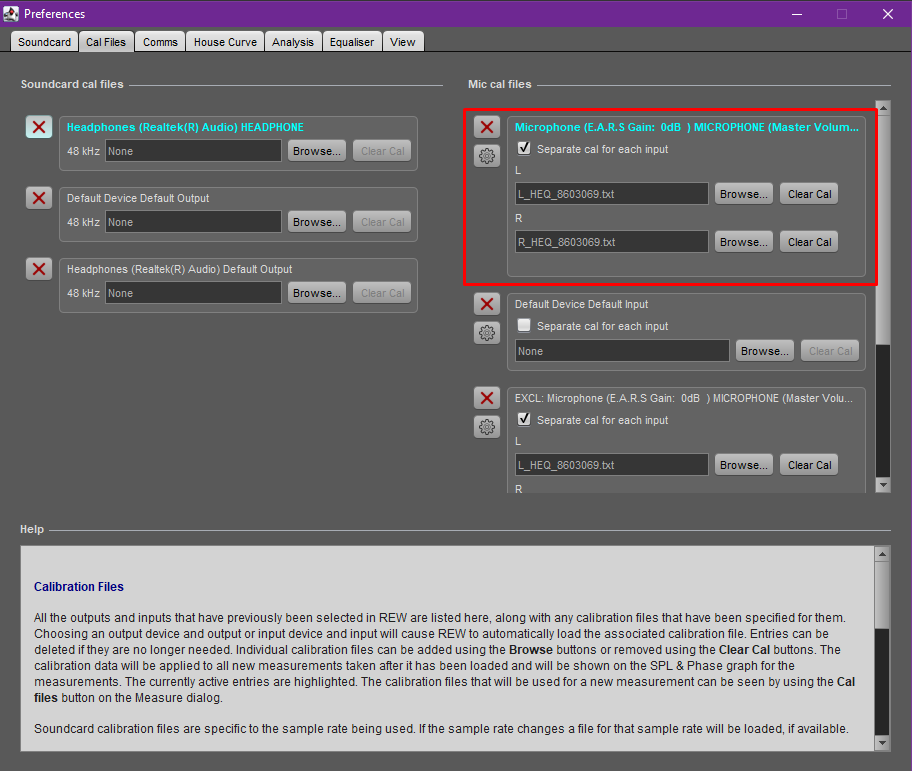 Preferences
Soundcard Cal Files Comms House Curve Analysis Equaliser View
Soundcard cal files
Headphones (Realtek(R) Audio) HEADPHONE
48 kHz None Browse... Clear Cal
Default Device Default Output
48 kHz None Browse... Clear Cal
Headphones (Realtek(R) Audio) Default Output
48 kHz None Browse... Clear Cal
Mic cal files
Microphone (E.A.R.S Gain:  0dB  ) MICROPHONE (Master Volum...
Separate cal for each input
L
L_HEQ_8603069.txt Browse... Clear Cal
R
R_HEQ_8603069.txt Browse... Clear Cal
Default Device Default Input
Separate cal for each input
None Browse... Clear Cal
EXCL: Microphone (E.A.R.S Gain:  0dB  ) MICROPHONE (Master Volu...
Separate cal for each input
L
L_HEQ_8603069.txt Browse... Clear Cal
R
Help
Calibration Files
All the outputs and inputs that have previously been selected in REW are listed here, along with any calibration files that have been specified for them.
Choosing an output device and output or input device and input will cause REW to automatically load the associated calibration file. Entries can be
deleted if they are no longer needed. Individual calibration files can be added using the Browse buttons or removed using the Clear Cal buttons. The
calibration data will be applied to all new measurements taken after it has been loaded and will be shown on the SPL & Phase graph for the
measurements. The currently active entries are highlighted. The calibration files that will be used for a new measurement can be seen by using the Cal
files button on the Measure dialog.
Soundcard calibration files are specific to the sample rate being used. If the sample rate changes a file for that sample rate will be loaded, if available.